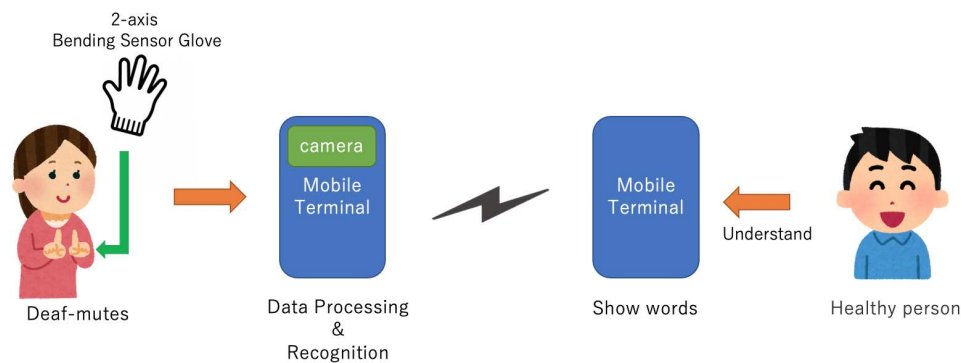 2-axis
Bending Sensor Glove
camera
Mobile
Terminal
Mobile
Terminal
Understand
Deaf-mutes
Data Processing
&
Recognition
Show words
Healthy person